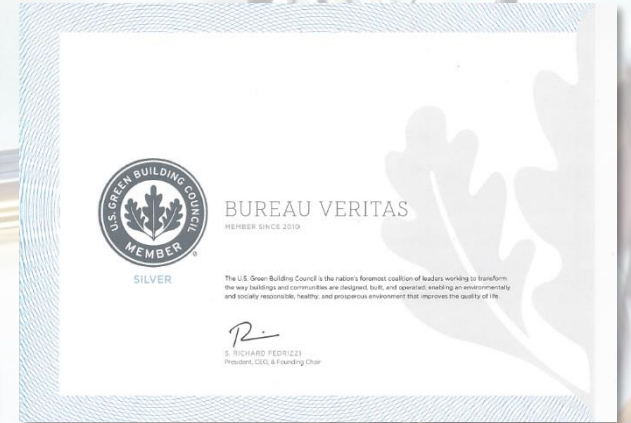 U.S. GREEN BUILDING COUNCIL
MEMBER
®
SILVER
BUREAU VERITAS
MEMBER SINCE 2010
The U.S. Green Building Council is the nation's foremost coalition of leaders working to transform
the way buildings and communities are designed, built, and operated, enabling an environmentally
and socially responsible, healthy, and prosperous environment that improves the quality of life.
S. RICHARD FEDRIZZI
President, CEO, & Founding Chair